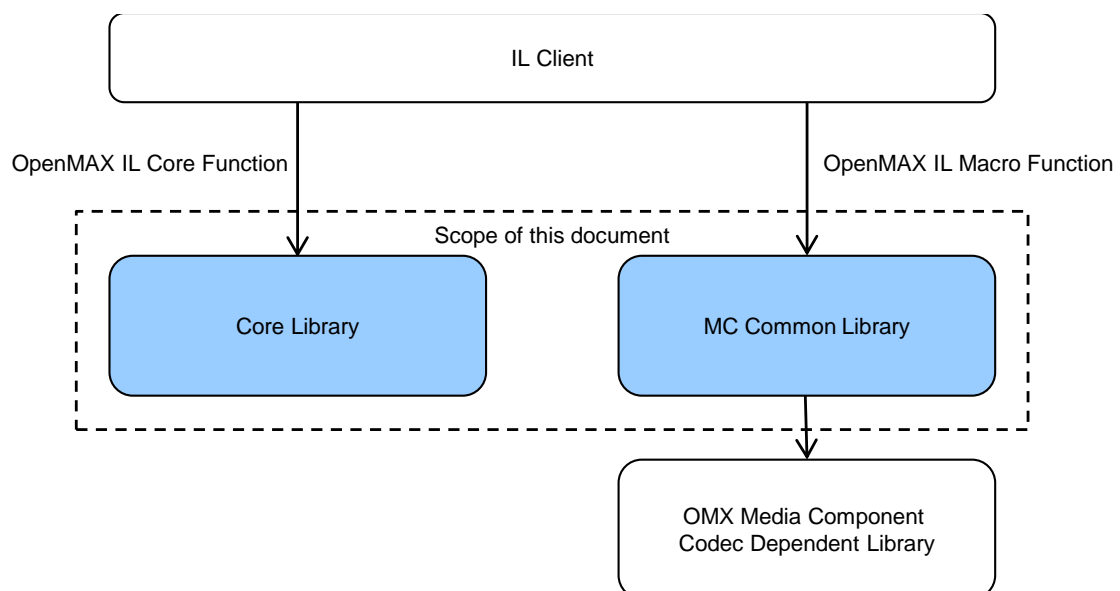 IL Client
OpenMAX IL Core Function
OpenMAX IL Macro Function
Scope of this document
Core Library
MC Common Library
OMX Media Component
Codec Dependent Library